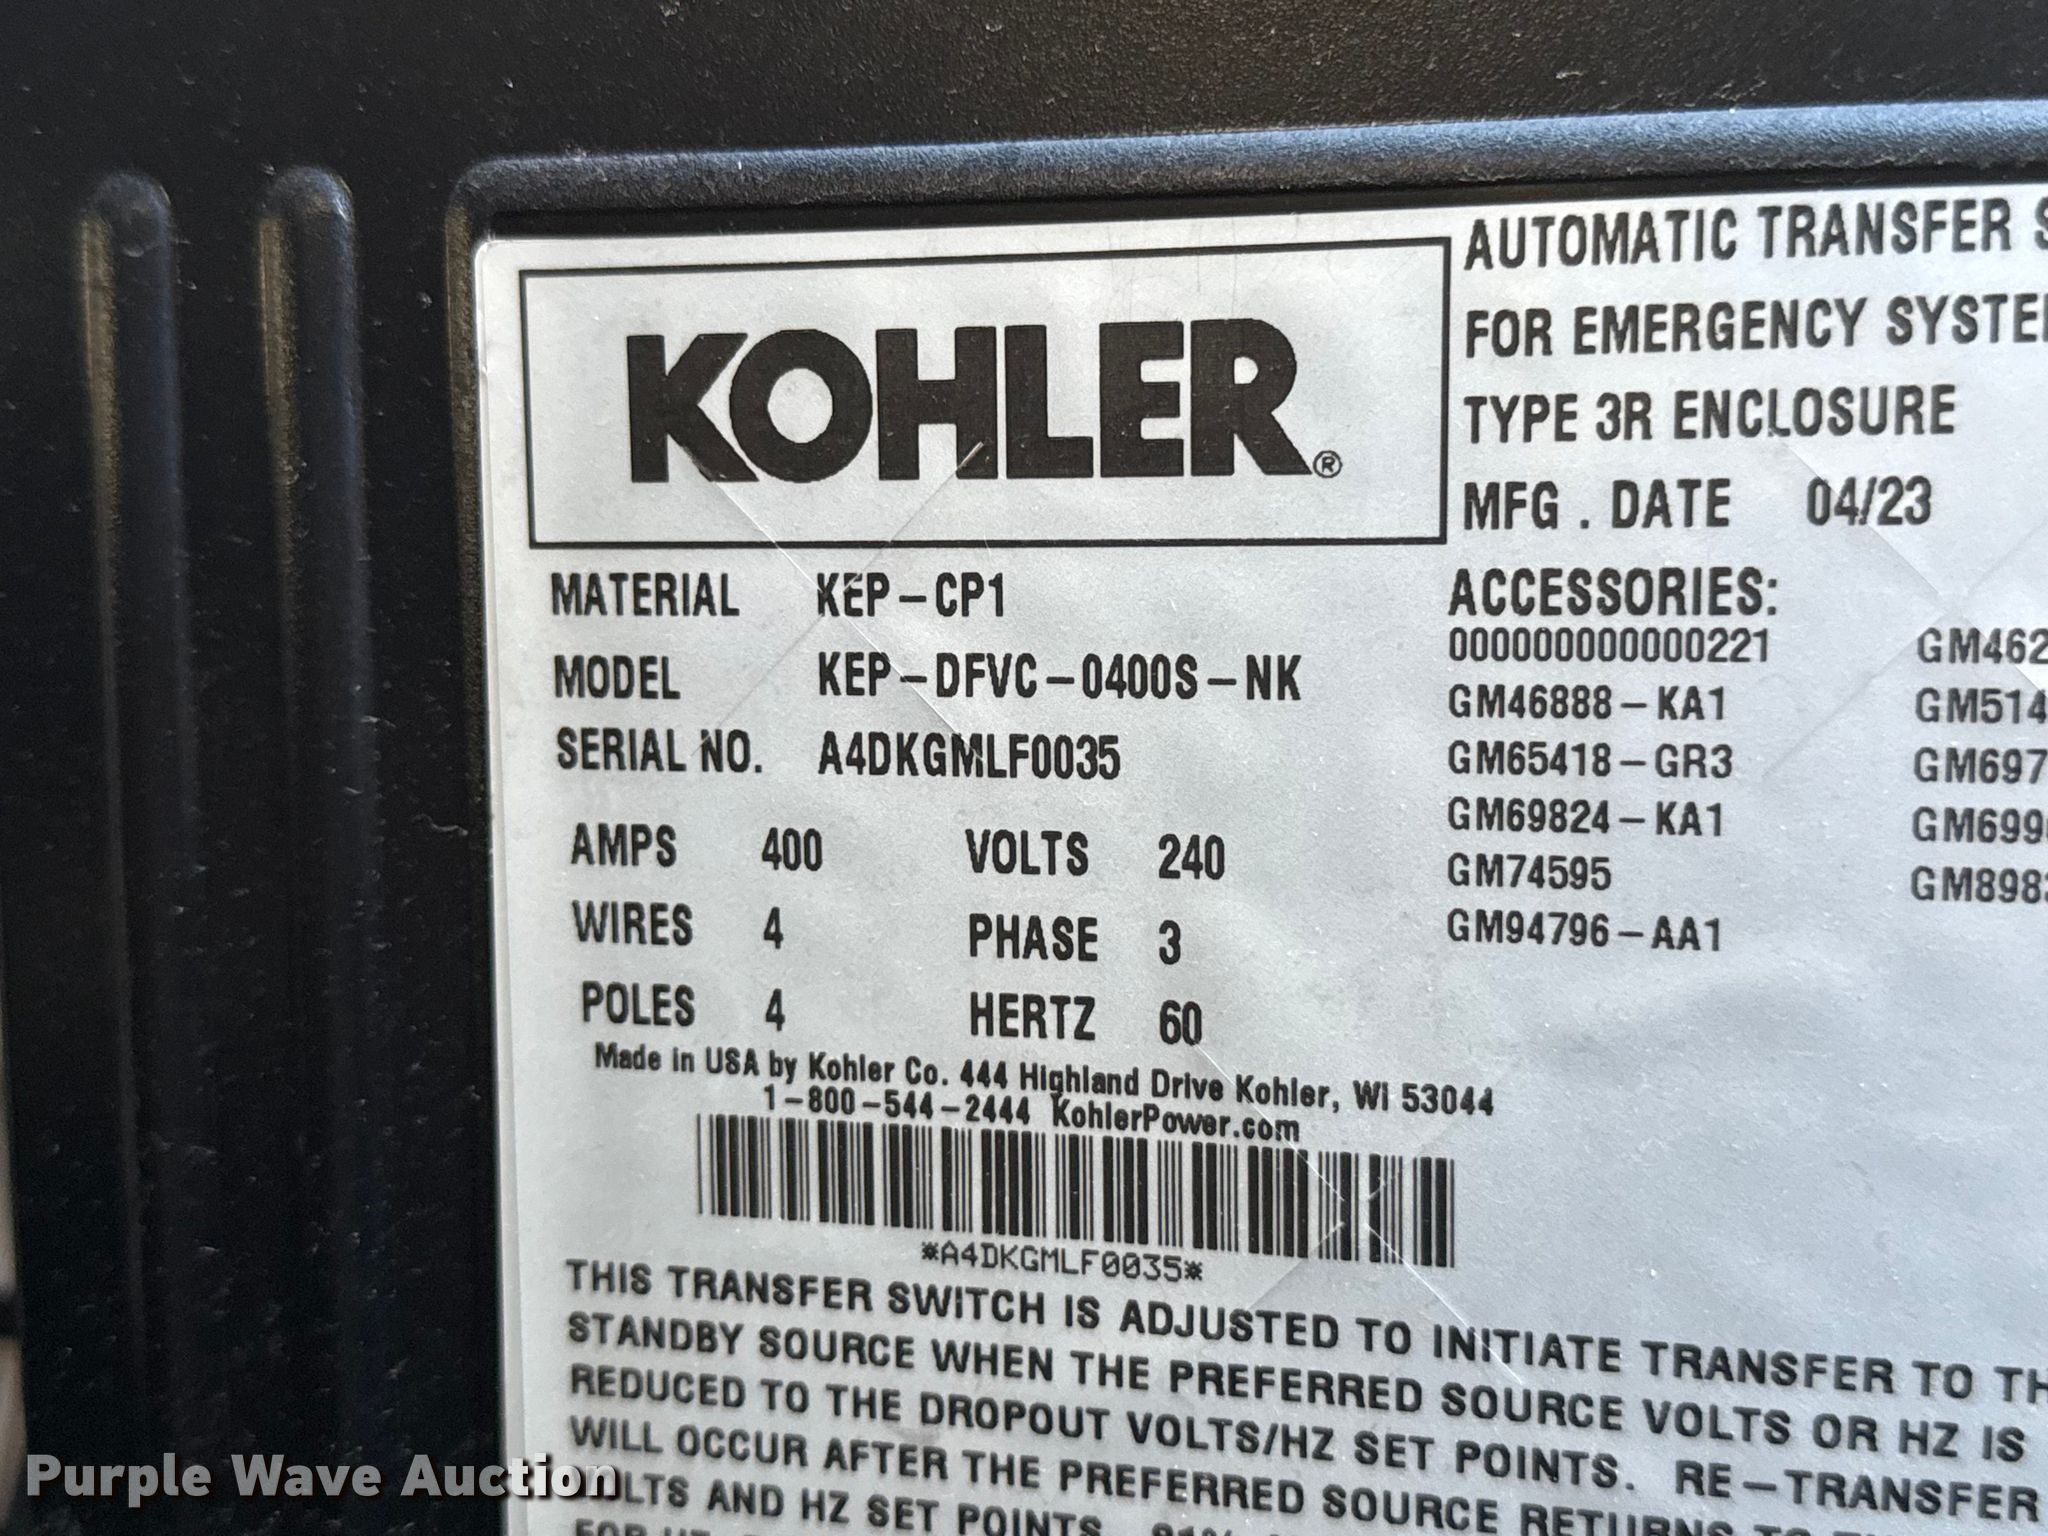 KOHLER®
AUTOMATIC TRANSFER
FOR EMERGENCY
TYPE 3R ENCLOSURE
MFG . DATE 04/23
MATERIAL KEP-CP1
MODEL KEP-DFVC-0400S-NK
SERIAL NO. A4DKGMLF0035
AMPS 400 VOLTS 240
WIRES 4 PHASE 3
POLES 4 HERTZ 60
ACCESSORIES:
000000000000221
GM46888-KA1
GM65418-GR3
GM69824-KA1
GM74595
GM94796-AA1
Made in USA by Kohler Co. 444 Highland Drive Kohler, WI 53044
1-800-544-2444 KohlerPower.com
*A4DKGMLF0035*
THIS TRANSFER SWITCH IS ADJUSTED TO INITIATE TRANSFER TO
STANDBY SOURCE WHEN THE PREFERRED SOURCE VOLTS OR HZ IS
REDUCED TO THE DROPOUT VOLTS/HZ SET POINTS. RE-TRANSFER
WILL OCCUR AFTER THE PREFERRED SOURCE RETURNS TO
AND HZ SET POINTS
Purple Wave Auction